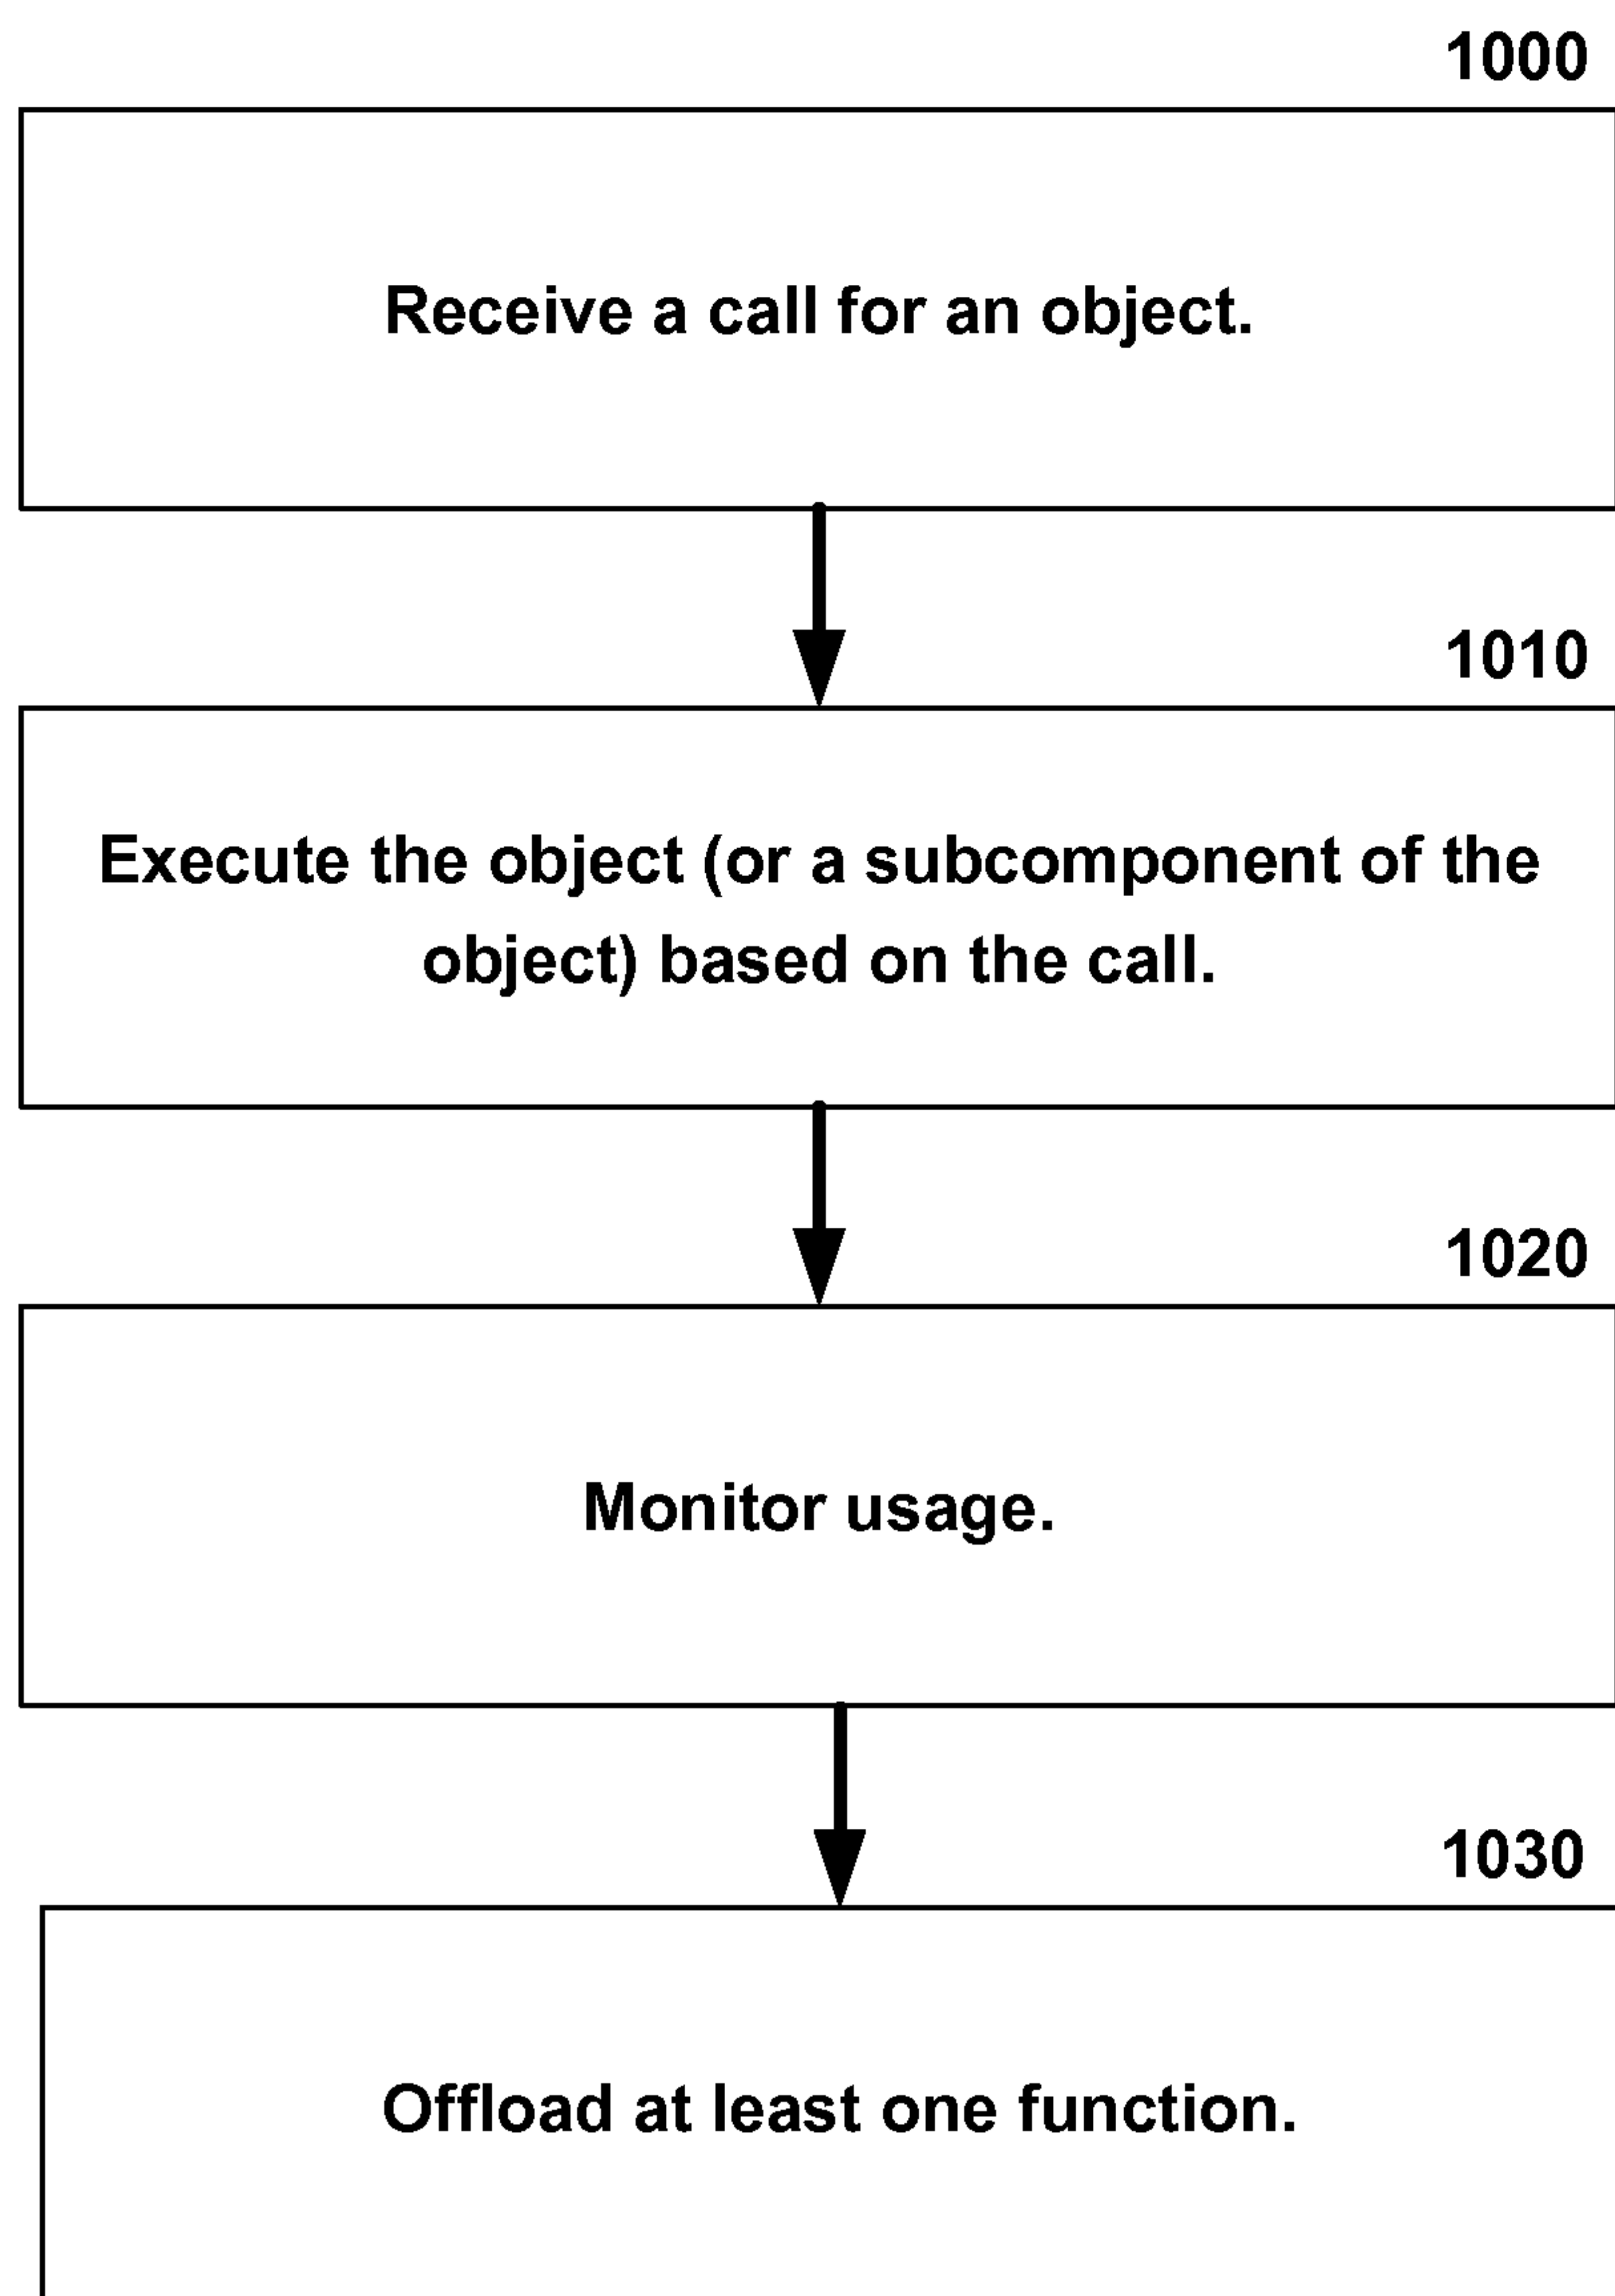 1000
Receive a call for an object.
1010
Execute the object (or a subcomponent of the
object) based on the call.
1020
Monitor usage.
1030
Offload at least one function.